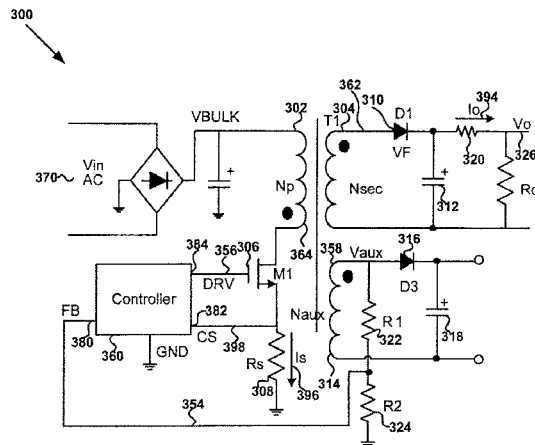 300
394
362
310
Io
VBULK
302
T1
304
D1
Vo
VF
326
320
Vin
AC
370
Np
Nsec
312
Ro
364
384
356
306
358
Vaux
316
DRV
M1
D3
Controller
FB
382
Naux
R1
322
318
380
360
GND
CS
398
Rs
308
Is
396
314
354
R2
324